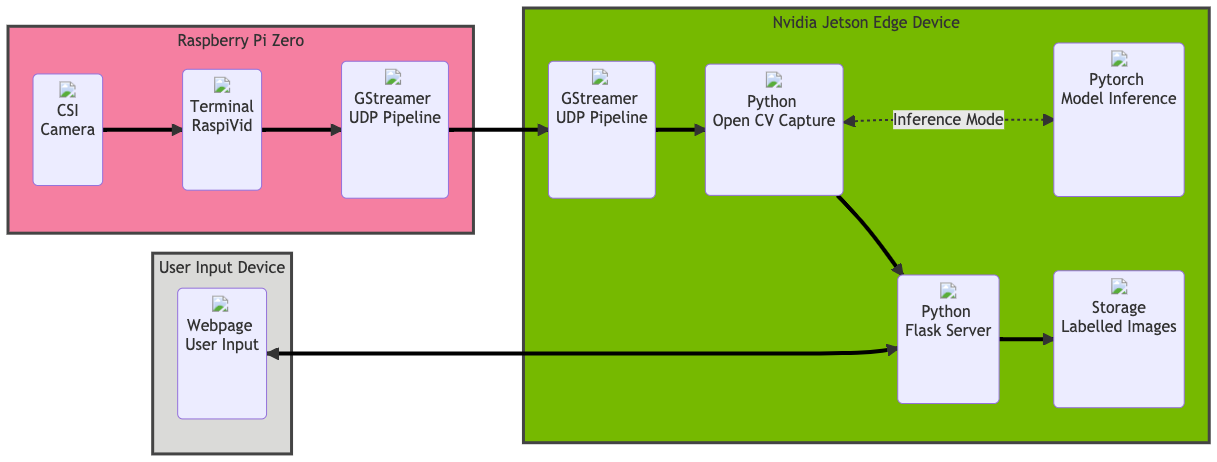 Raspberry Pi Zero
CSI
Camera
Terminal
RaspiVid
GStreamer
UDP Pipeline
Nvidia Jetson Edge Device
GStreamer
UDP Pipeline
Python
Open CV Capture
Inference Mode
Pytorch
Model Inference
User Input Device
Webpage
User Input
Python
Flask Server
Storage
Labelled Images